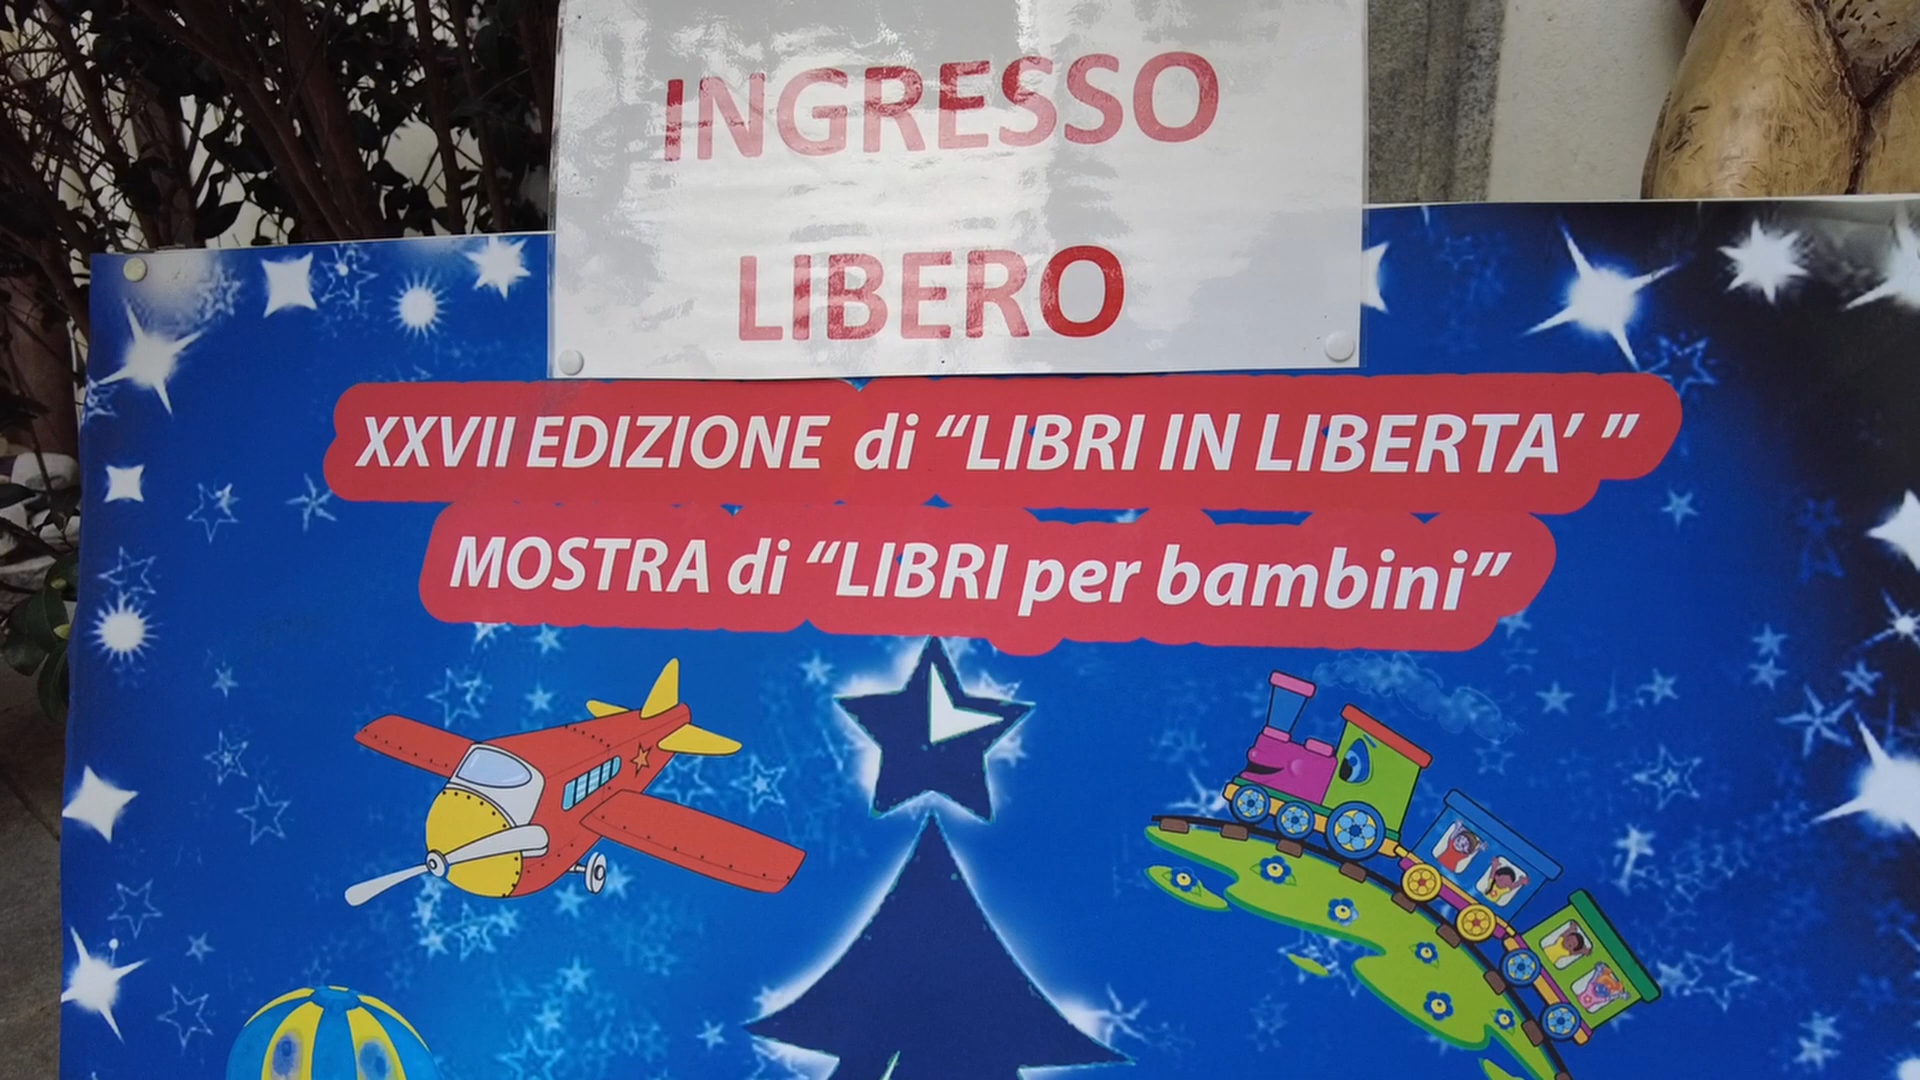 INGRESSO
LIBERO
XXVII EDIZIONE di “LIBRI IN LIBERTA’ ”
MOSTRA di “LIBRI per bambini”